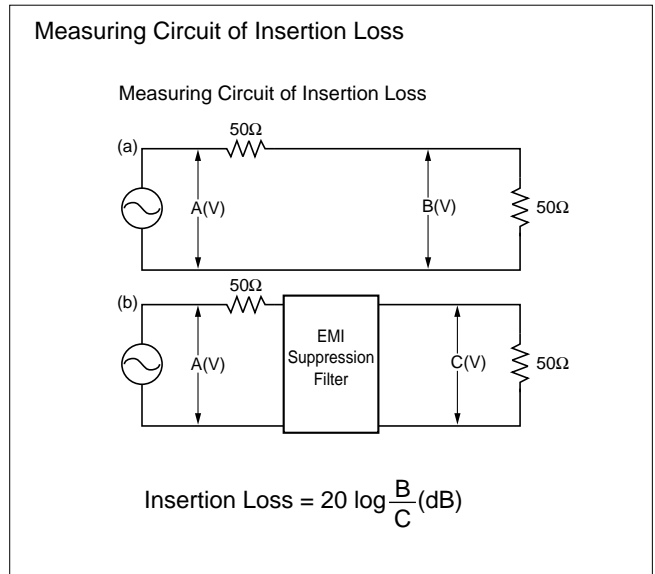 Measuring Circuit of Insertion Loss
Measuring Circuit of Insertion Loss
(a)
50Ω
A(V)
B(V)
50Ω
(b)
50Ω
A(V)
EMI
Suppression
Filter
C(V)
50Ω
Insertion Loss = 20 log B/C (dB)